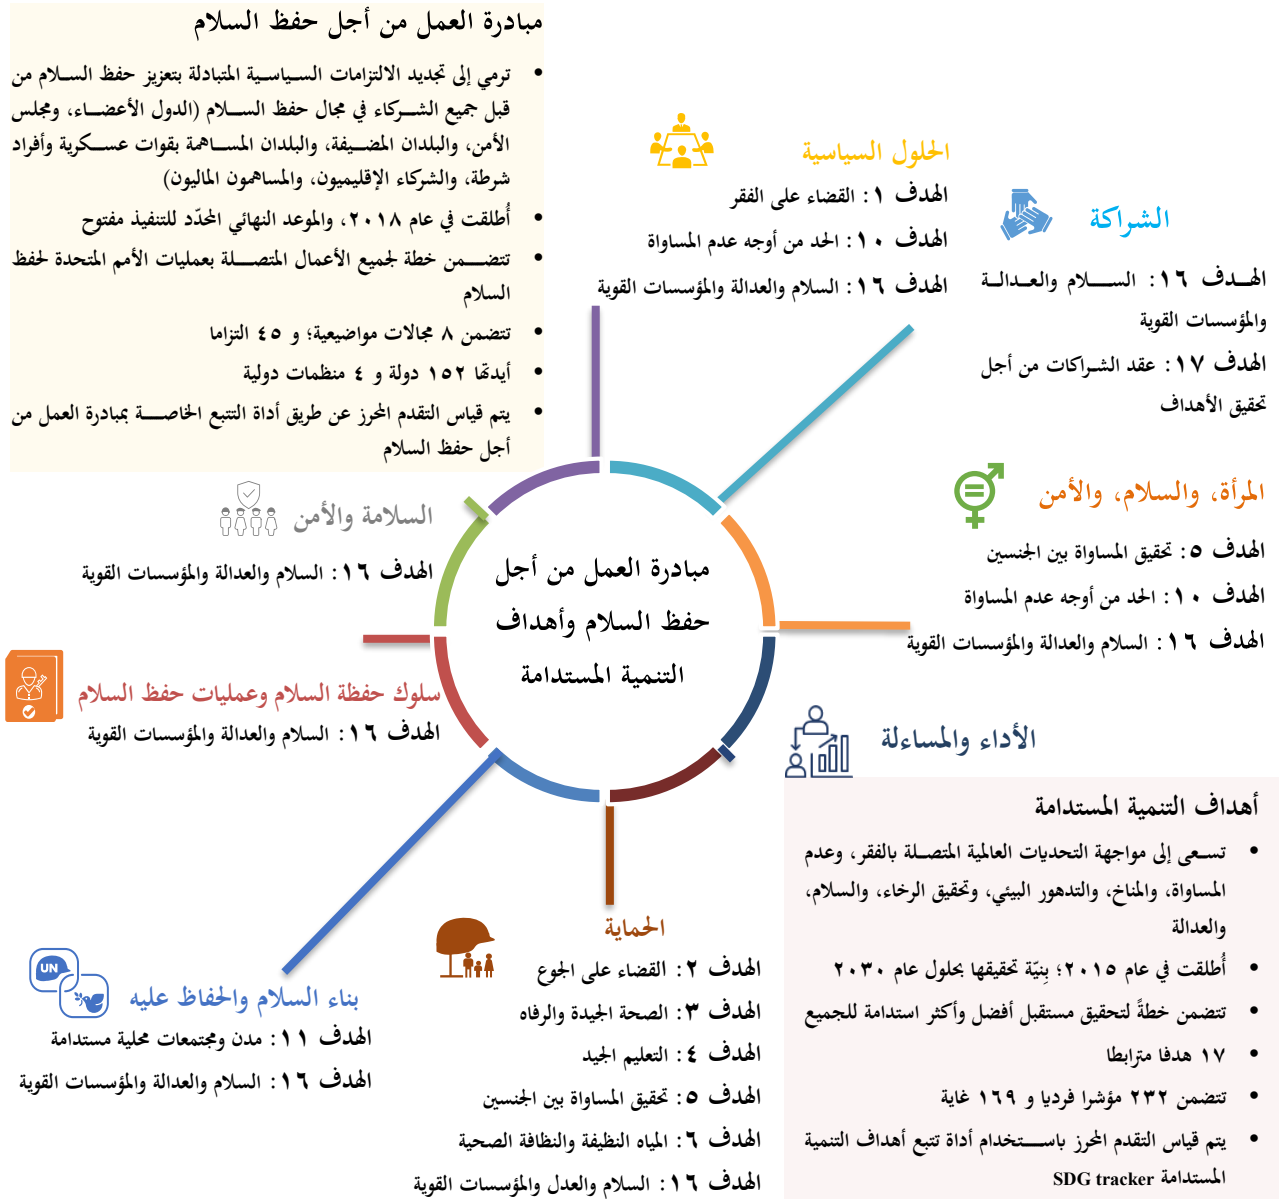 مبادرة العمل من أجل حفظ السلام
• ترمي إلى تجديد الالتزامات السياسية المتبادلة بتعزيز حفظ السلام من
قبل جميع الشركاء في مجال حفظ السلام (الدول الأعضاء، ومجلس
الأمن، والبلدان المضيفة، والبلدان المساهمة بقوات عسكرية وأفراد
شرطة، والشركاء الإقليميون، والمساهمون الماليون)
• أُطلقت في عام ٢٠١٨، والموعد النهائي المحدّد للتنفيذ مفتوح
• تتضمن خطة لجميع الأعمال المتصلة بعمليات الأمم المتحدة لحفظ
السلام
• تتضمن ٨ مجالات مواضيعية؛ و ٤٥ التزاما
• أيدتها ١٥٢ دولة و ٤ منظمات دولية
• يتم قياس التقدم المحرز عن طريق أداة التتبع الخاصة بمبادرة العمل من
أجل حفظ السلام
الحلول السياسية
الهدف ١: القضاء على الفقر
الهدف ١٠: الحد من أوجه عدم المساواة
الهدف ١٦: السلام والعدالة والمؤسسات القوية
الشراكة
الهدف ١٦: السلام والعدالة
والمؤسسات القوية
الهدف ١٧: عقد الشراكات من أجل
تحقيق الأهداف
المرأة، والسلام، والأمن
الهدف ٥: تحقيق المساواة بين الجنسين
الهدف ١٠: الحد من أوجه عدم المساواة
الهدف ١٦: السلام والعدالة والمؤسسات القوية
السلامة والأمن
الهدف ١٦: السلام والعدالة والمؤسسات القوية
مبادرة العمل من أجل
حفظ السلام وأهداف
التنمية المستدامة
سلوك حفظة السلام وعمليات حفظ السلام
الهدف ١٦: السلام والعدالة والمؤسسات القوية
الأداء والمساءلة
أهداف التنمية المستدامة
• تسعى إلى مواجهة التحديات العالمية المتصلة بالفقر، وعدم
المساواة، والمناخ، والتدهور البيئي، وتحقيق الرخاء، والسلام،
والعدالة
• أُطلقت في عام ٢٠١٥؛ بِنيّة تحقيقها بحلول عام ٢٠٣٠
• تتضمن خطةً لتحقيق مستقبل أفضل وأكثر استدامة للجميع
• ١٧ هدفا مترابطا
• تتضمن ٢٣٢ مؤشرا فرديا و ١٦٩ غاية
• يتم قياس التقدم المحرز باستخدام أداة تتبع أهداف التنمية
المستدامة SDG tracker
الحماية
الهدف ٢: القضاء على الجوع
الهدف ٣: الصحة الجيدة والرفاه
الهدف ٤: التعليم الجيد
الهدف ٥: تحقيق المساواة بين الجنسين
الهدف ٦: المياه النظيفة والنظافة الصحية
الهدف ١٦: السلام والعدل والمؤسسات القوية
UN
بناء السلام والحفاظ عليه
الهدف ١١: مدن ومجتمعات محلية مستدامة
الهدف ١٦: السلام والعدالة والمؤسسات القوية